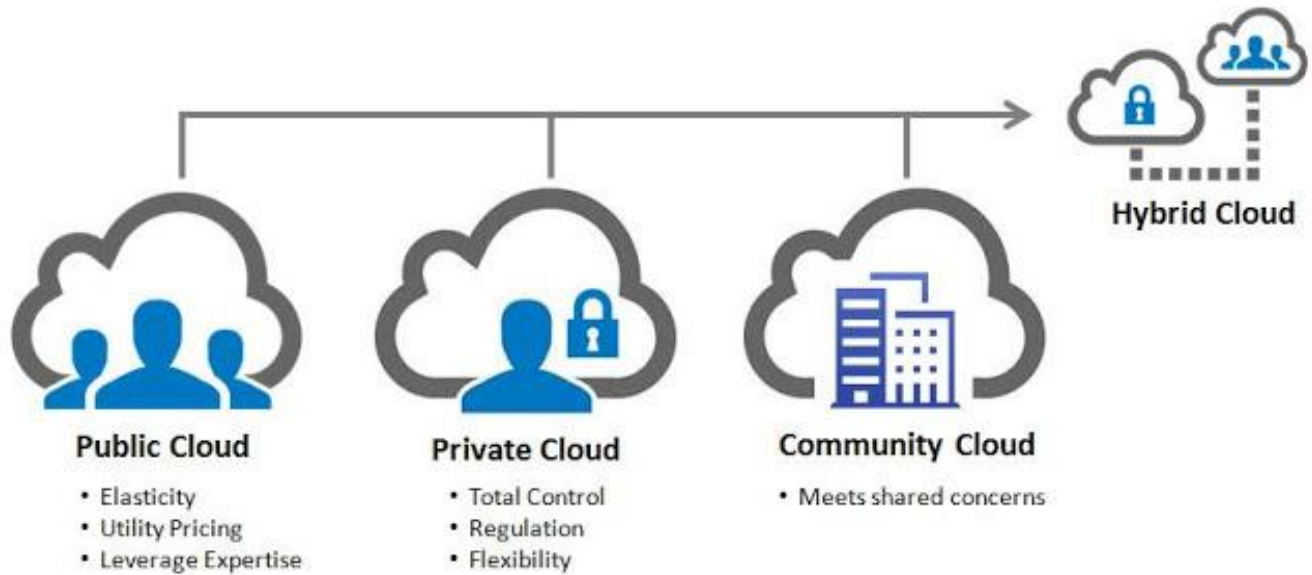 Hybrid Cloud
Public Cloud
• Elasticity
• Utility Pricing
• Leverage Expertise
Private Cloud
• Total Control
• Regulation
• Flexibility
Community Cloud
• Meets shared concerns